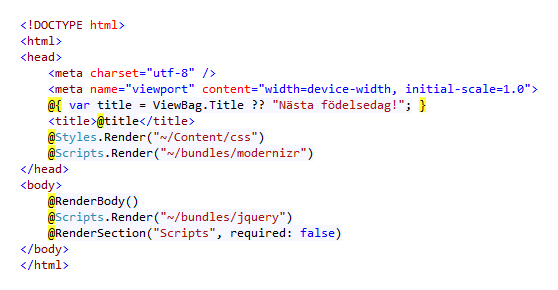 <!DOCTYPE html>
<html>
<head>
    <meta charset="utf-8" />
    <meta name="viewport" content="width=device-width, initial-scale=1.0">
    @{ var title = ViewBag.Title ?? "Nästa födelsedag!"; }
    <title>@title</title>
    @Styles.Render("~/Content/css")
    @Scripts.Render("~/bundles/modernizr")
</head>
<body>
    @RenderBody()
    @Scripts.Render("~/bundles/jquery")
    @RenderSection("Scripts", required: false)
</body>
</html>